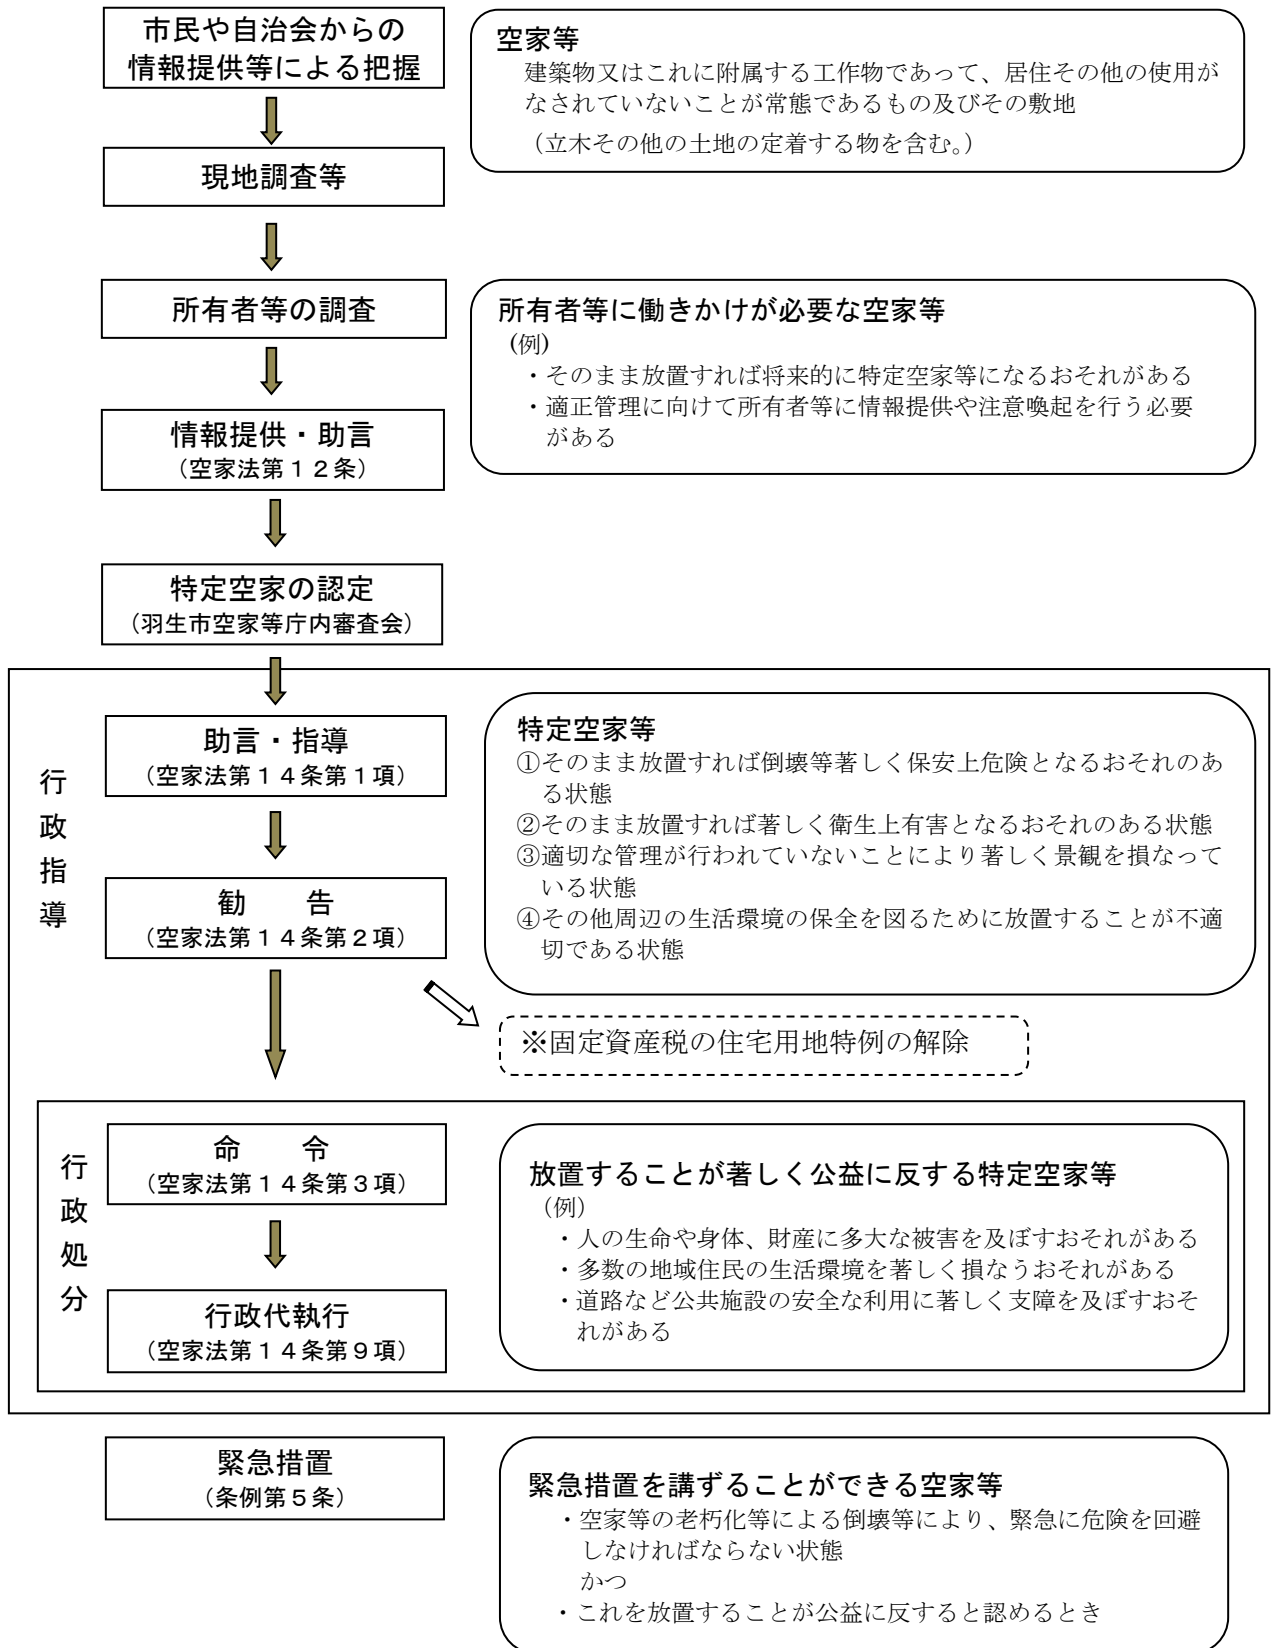 市民や自治会からの
情報提供等による把握
空家等
建築物又はこれに附属する工作物であって、居住その他の使用が
なされていないことが常態であるもの及びその敷地
（立木その他の土地の定着する物を含む。）
現地調査等
所有者等の調査
所有者等に働きかけが必要な空家等
(例)
・そのまま放置すれば将来的に特定空家等になるおそれがある
・適正管理に向けて所有者等に情報提供や注意喚起を行う必要
がある
情報提供・助言
（空家法第１２条）
特定空家の認定
（羽生市空家等庁内審査会）
行政指導
助言・指導
（空家法第１４条第１項）
勧　　告
（空家法第１４条第２項）
特定空家等
①そのまま放置すれば倒壊等著しく保安上危険となるおそれのあ
る状態
②そのまま放置すれば著しく衛生上有害となるおそれのある状態
③適切な管理が行われていないことにより著しく景観を損なって
いる状態
④その他周辺の生活環境の保全を図るために放置することが不適
切である状態
※固定資産税の住宅用地特例の解除
行政処分
命　　令
（空家法第１４条第３項）
行政代執行
（空家法第１４条第９項）
放置することが著しく公益に反する特定空家等
（例）
・人の生命や身体、財産に多大な被害を及ぼすおそれがある
・多数の地域住民の生活環境を著しく損なうおそれがある
・道路など公共施設の安全な利用に著しく支障を及ぼすおそ
れがある
緊急措置
（条例第５条）
緊急措置を講ずることができる空家等
・空家等の老朽化等による倒壊等により、緊急に危険を回避
しなければならない状態
かつ
・これを放置することが公益に反すると認めるとき